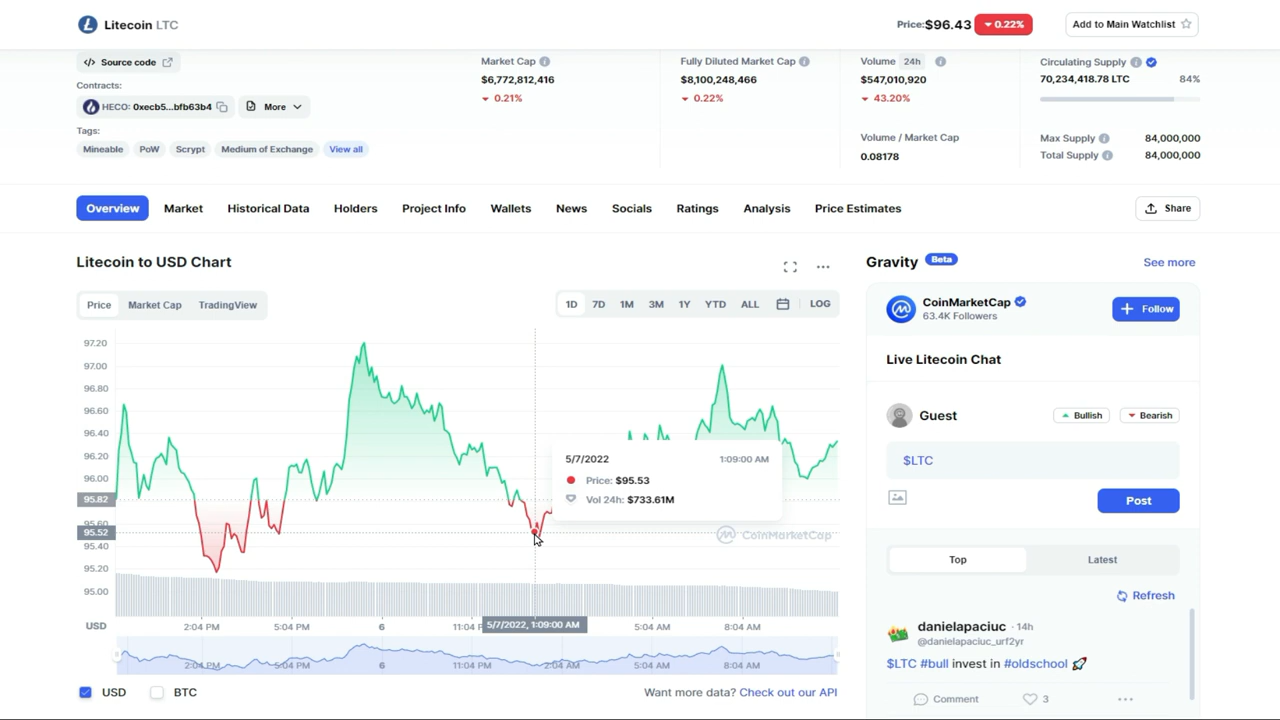 Litecoin LTC
Price:$96.43 0.22%
Add to Main Watchlist
Source code
Contracts:
HECO: 0xecb5...bfb63b4
More
Tags:
Mineable PoW Scrypt Medium of Exchange View all
Market Cap
$6,772,812,416
0.21%
Fully Diluted Market Cap
$8,100,248,466
0.22%
Volume 24h
$547,010,920
43.20%
Volume / Market Cap
0.08178
Circulating Supply
70,234,418.78 LTC 84%
Max Supply 84,000,000
Total Supply 84,000,000
Overview Market Historical Data Holders Project Info Wallets News Socials Ratings Analysis Price Estimates
Share
Litecoin to USD Chart
Price Market Cap TradingView
1D 7D 1M 3M 1Y YTD ALL LOG
97.20
97.00
96.80
96.60
96.40
96.20
96.00
95.82
95.60
95.52
95.40
95.20
95.00
5/7/2022 1:09:00 AM
Price: $95.53
Vol 24h: $733.61M
CoinMarketCap
USD 2:04 PM 5:04 PM 6 11:04 5/7/2022, 1:09:00 AM 5:04 AM 8:04 AM
2:04 PM 5:04 PM 6 11:04 PM 2:04 AM 5:04 AM 8:04 AM
USD BTC
Want more data? Check out our API
Gravity Beta
See more
CoinMarketCap
63.4K Followers
Follow
Live Litecoin Chat
Guest
Bullish Bearish
$LTC
Post
Top Latest
Refresh
danielapaciuc · 14h
@danielapaciuc_urf2yr
$LTC #bull invest in #oldschool 🚀
Comment 3